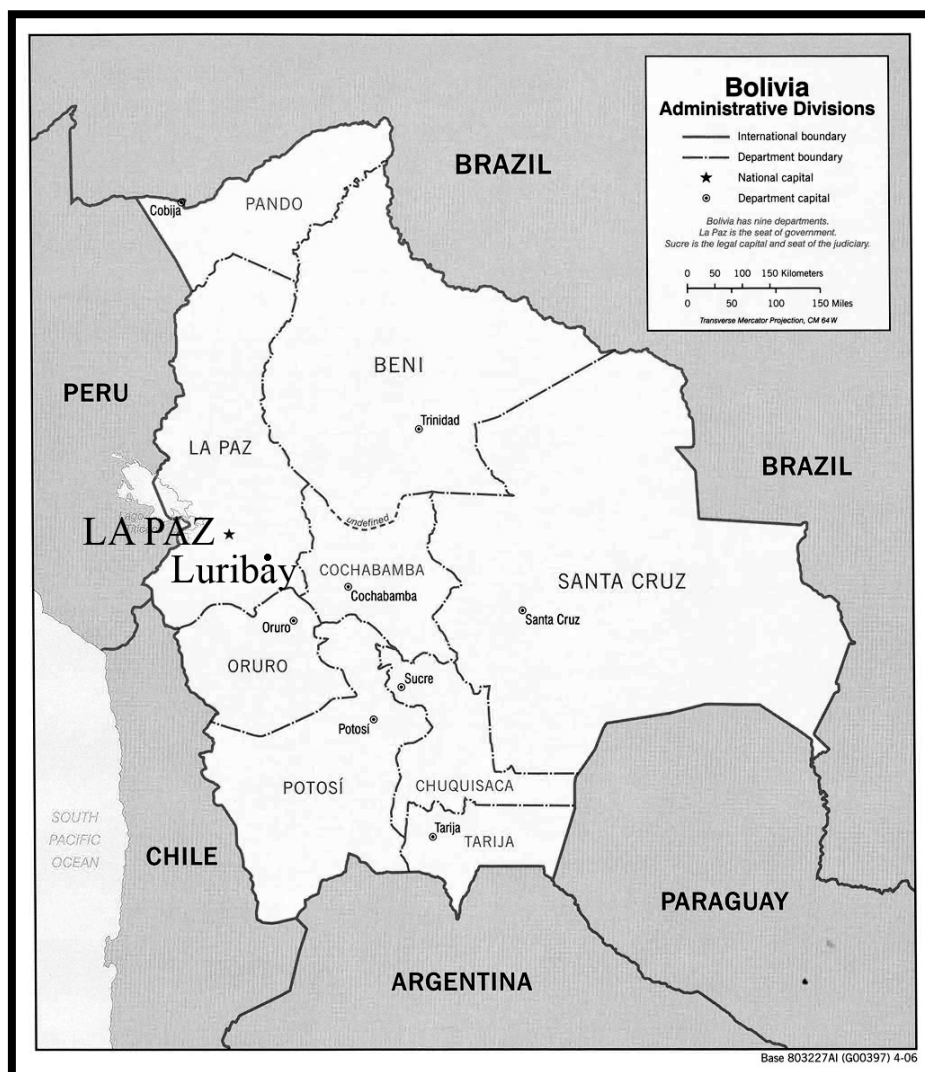 Bolivia
Administrative Divisions
International boundary
Department boundary
National capital
Department capital
Bolivia has nine departments.
La Paz is the seat of government.
Sucre is the legal capital and seat of the judiciary.
0 50 100 150 Kilometers
0 50 100 150 Miles
Transverse Mercator Projection, CM 64 W
BRAZIL
PANDO
Cobija
BENI
PERU
Trinidad
LA PAZ
BRAZIL
undefined
LA PAZ
Luribay
COCHABAMBA
Cochabamba
SANTA CRUZ
Santa Cruz
Oruro
ORURO
Sucre
Potosí
POTOSÍ
CHUQUISACA
SOUTH
PACIFIC
OCEAN
Tarija
TARIJA
CHILE
PARAGUAY
ARGENTINA
Base 803227AI (G00397) 4-06